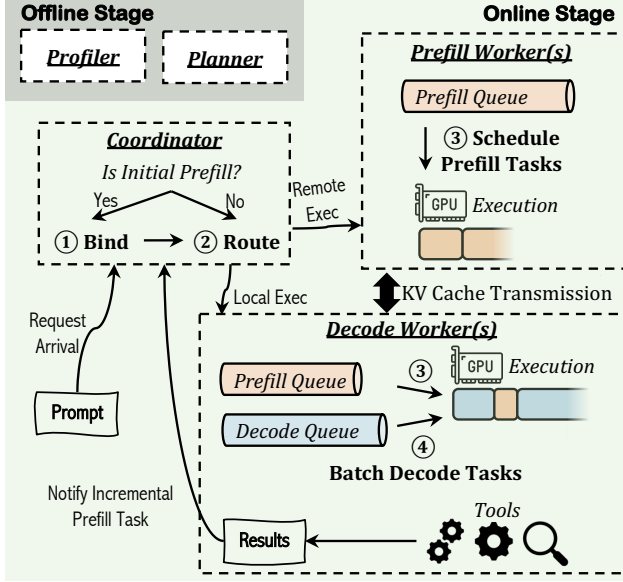 Offline Stage
Online Stage
Profiler
Planner
Prefill Worker(s)
Prefill Queue
③ Schedule
Prefill Tasks
GPU
Execution
Coordinator
Is Initial Prefill?
Yes
No
① Bind
② Route
Remote
Exec
Local Exec
KV Cache Transmission
Request
Arrival
Prompt
Decode Worker(s)
GPU
Execution
Prefill Queue
③
Decode Queue
④
Batch Decode Tasks
Notify Incremental
Prefill Task
Tools
Results